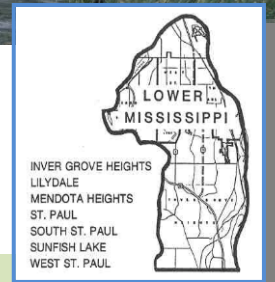 LOWER
MISSISSIPPI
INVER GROVE HEIGHTS
LILYDALE
MENDOTA HEIGHTS
ST. PAUL
SOUTH ST. PAUL
SUNFISH LAKE
WEST ST. PAUL